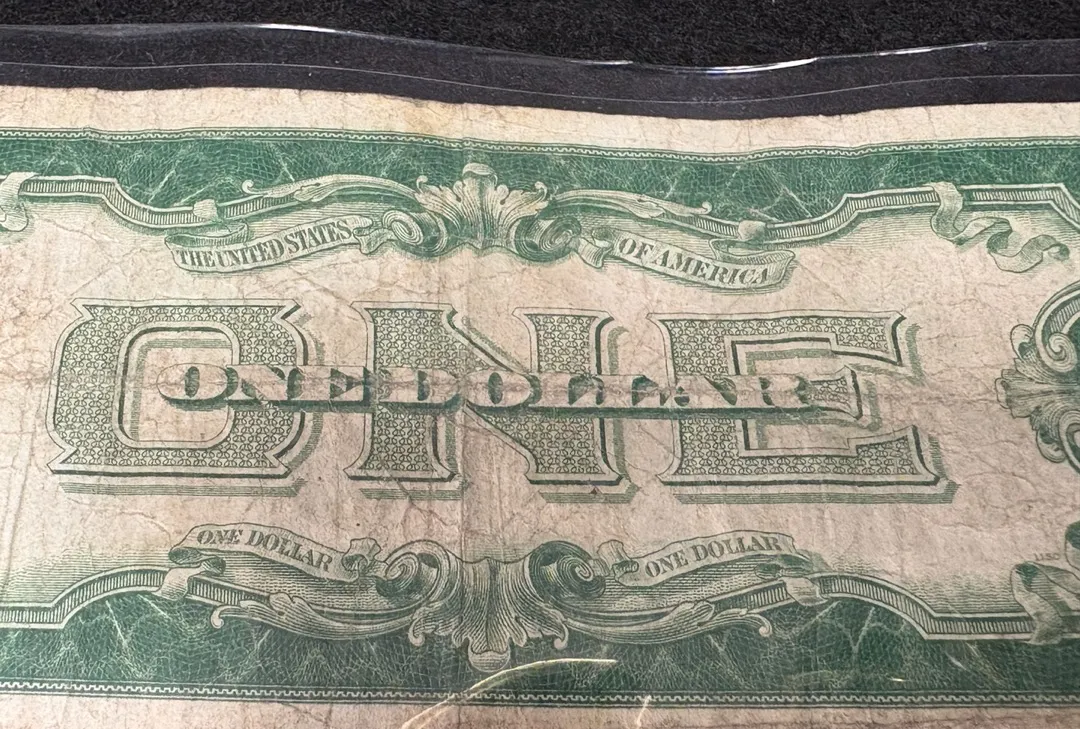 THE UNITED STATES OF AMERICA
ONE
ONE DOLLAR
ONE DOLLAR ONE DOLLAR